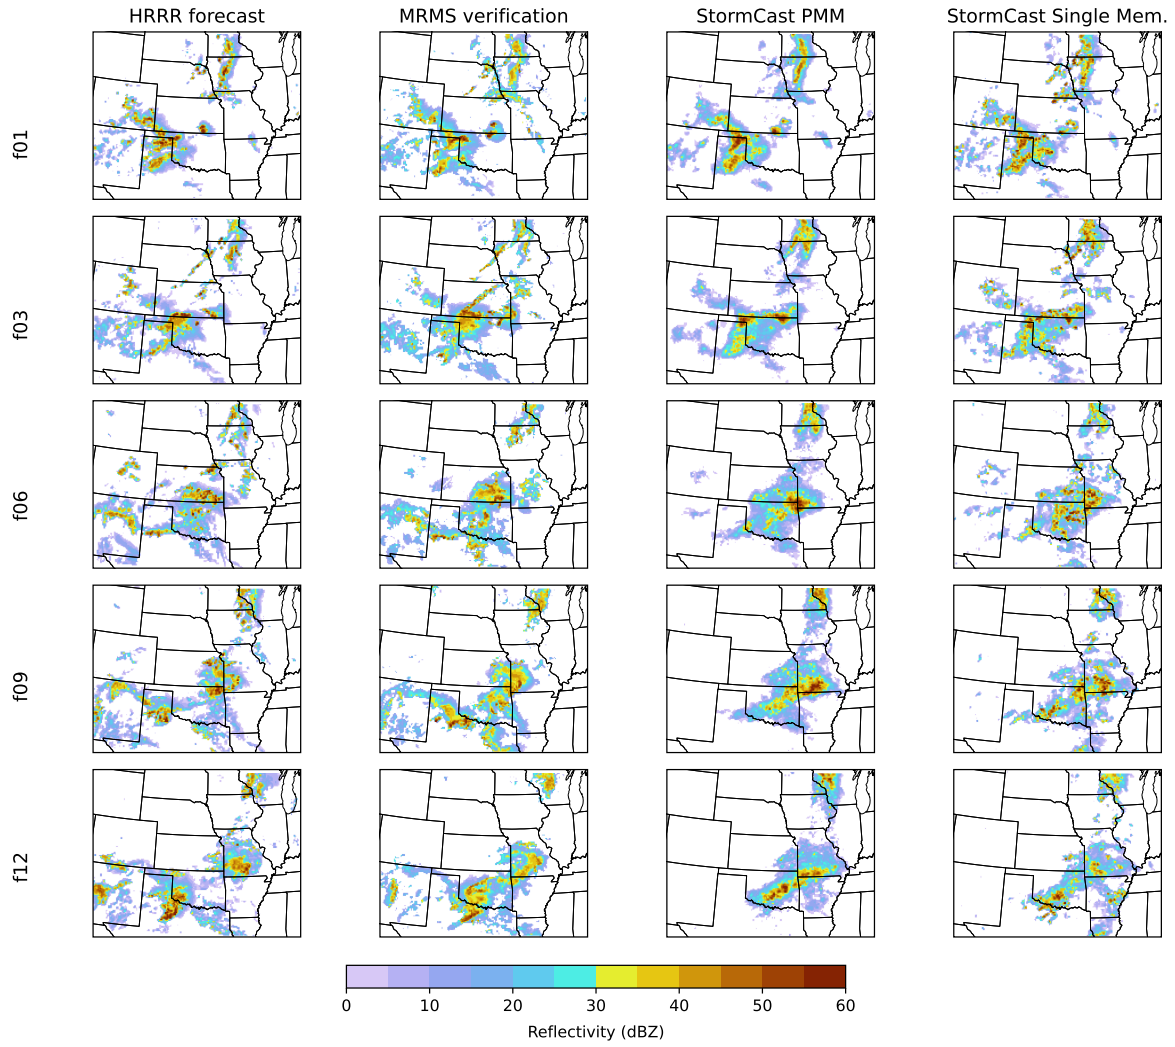 HRRR forecast
MRMS verification
StormCast PMM
StormCast Single Mem.
f01
f03
f06
f09
f12
0 10 20 30 40 50 60
Reflectivity (dBZ)